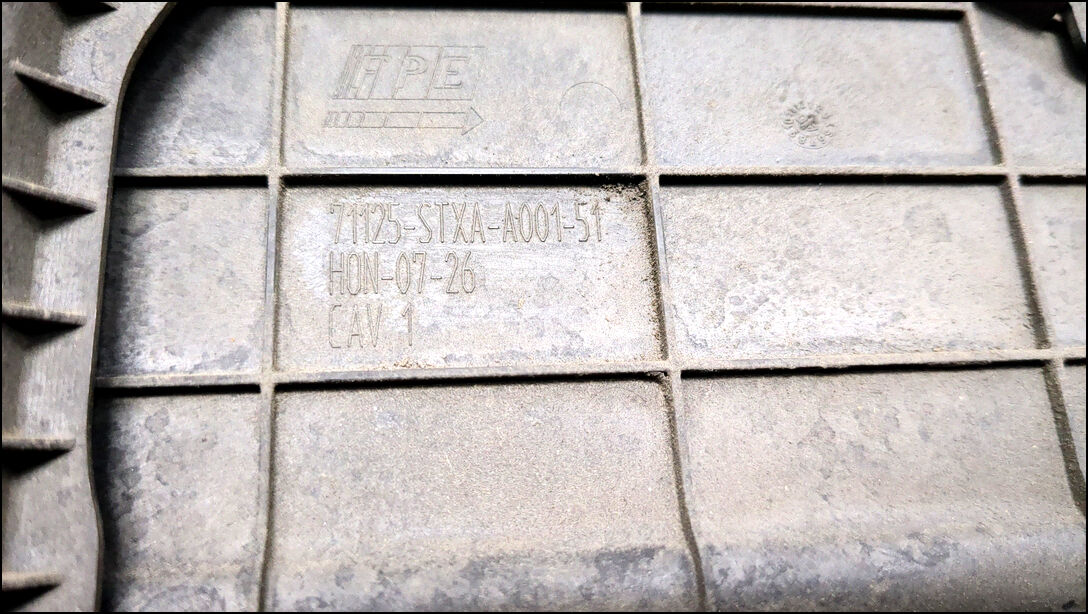 FPE
71125-STXA-A001-51
HON-07-26
CAV 1